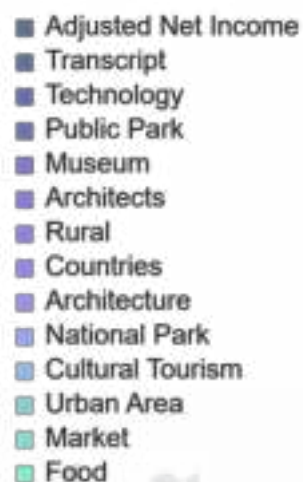 Adjusted Net Income
Transcript
Technology
Public Park
Museum
Architects
Rural
Countries
Architecture
National Park
Cultural Tourism
Urban Area
Market
Food